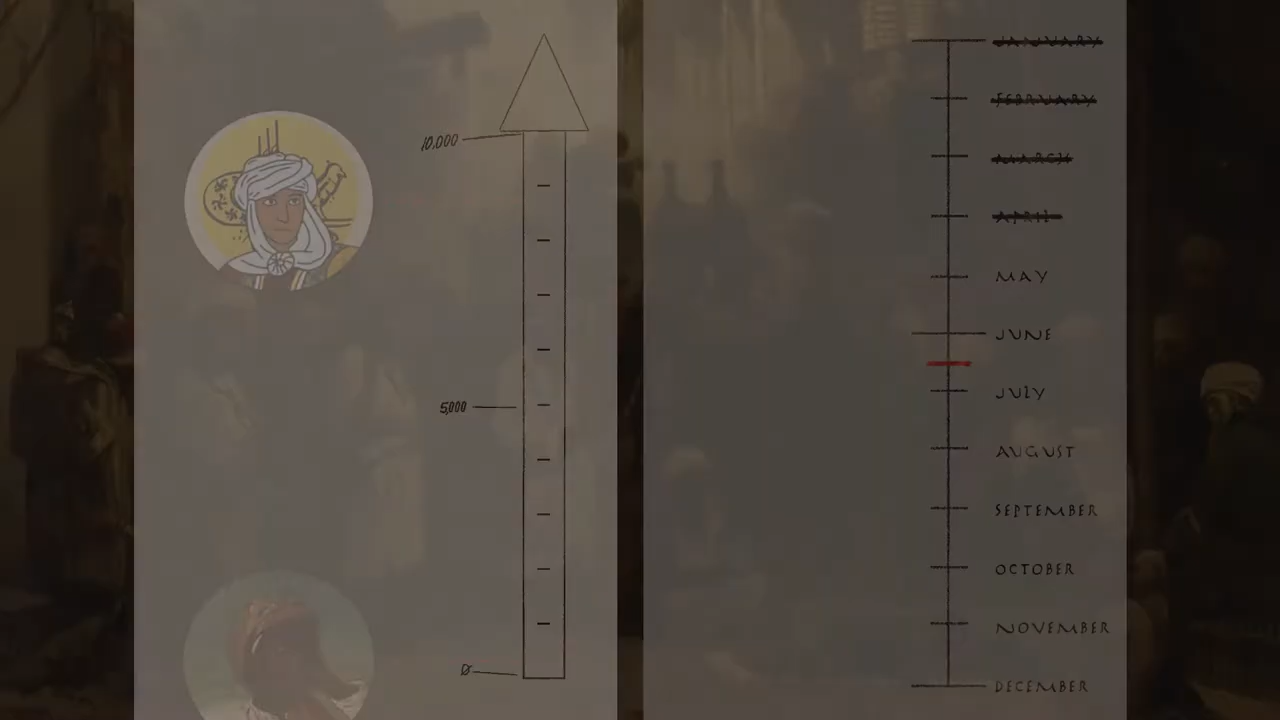 10,000
5,000
0
JANUARY
FEBRUARY
MARCH
APRIL
MAY
JUNE
JULY
AUGUST
SEPTEMBER
OCTOBER
NOVEMBER
DECEMBER